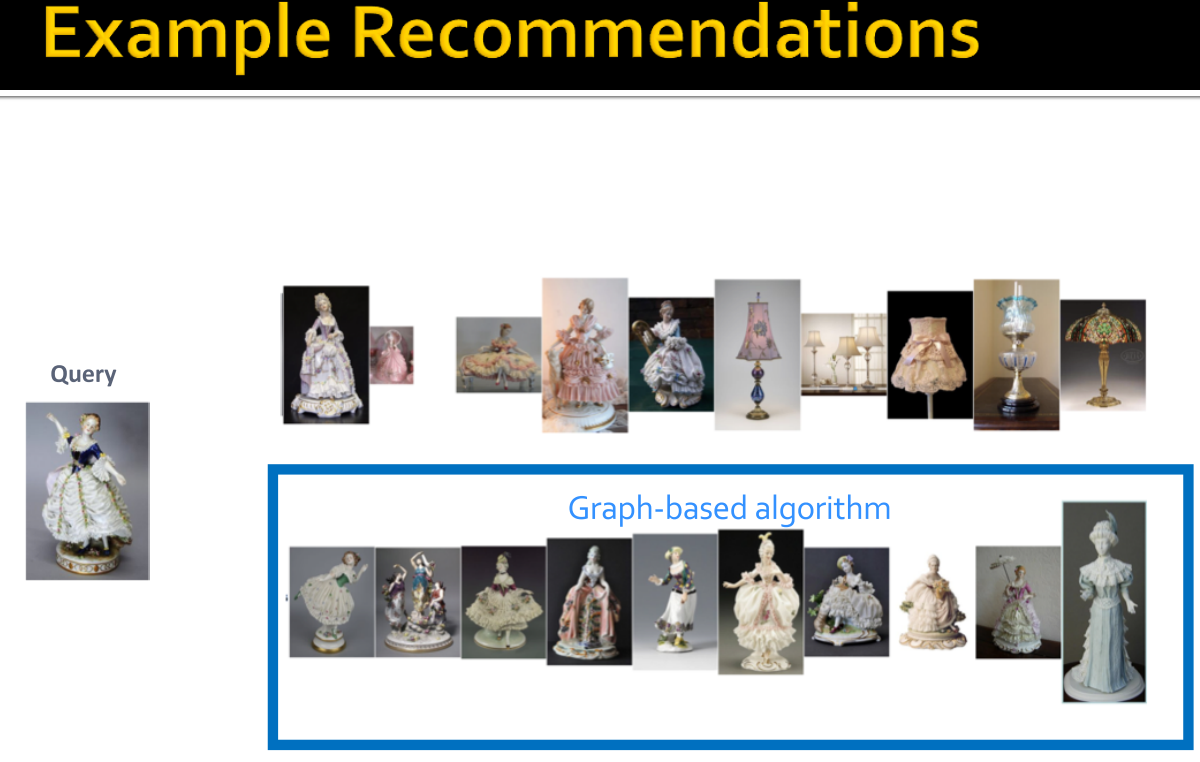 Example Recommendations
Query
Graph-based algorithm